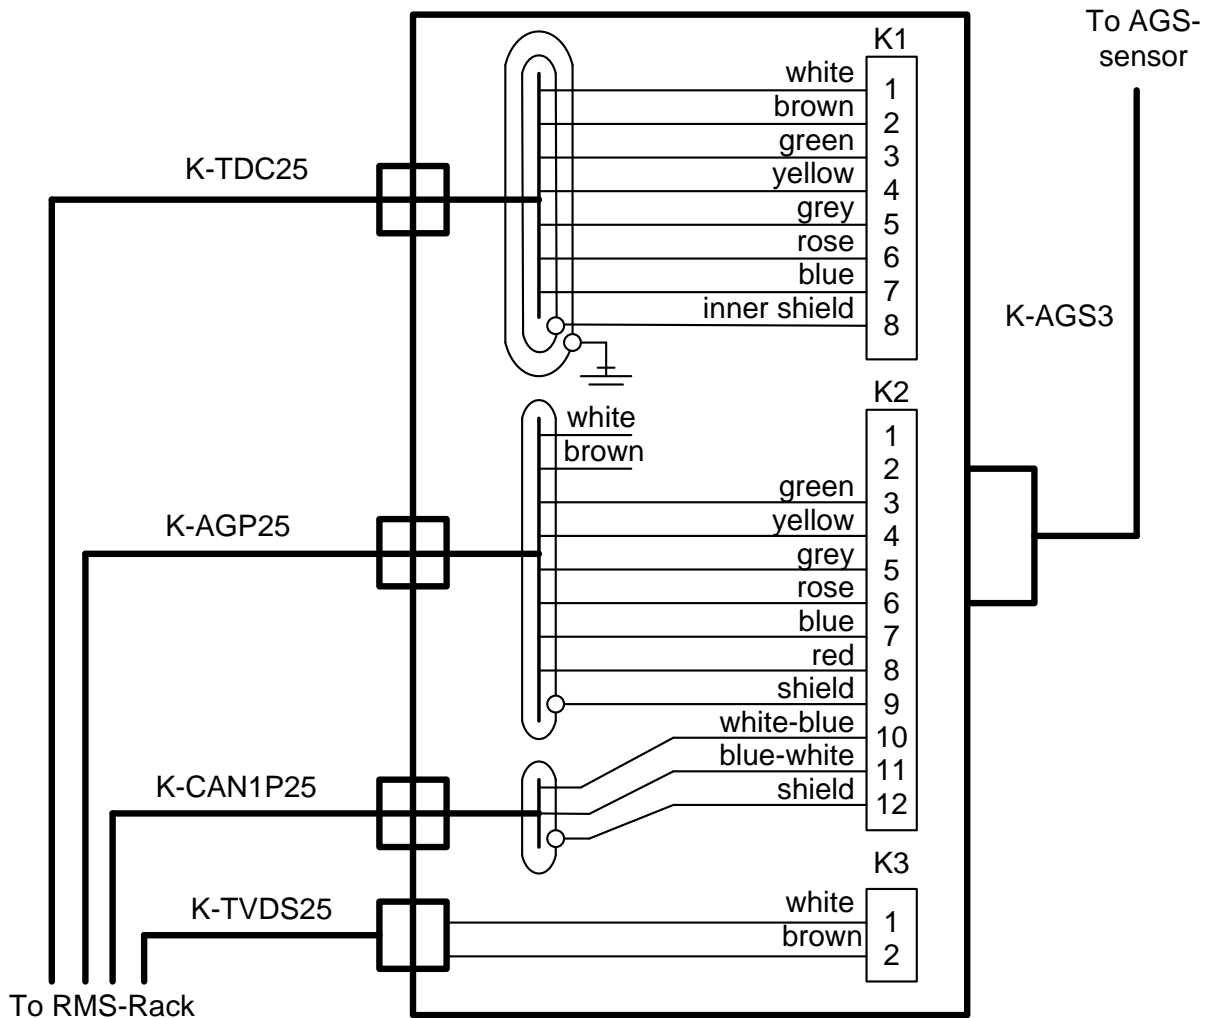 To AGS-
sensor
K1
white 1
brown 2
green 3
yellow 4
grey 5
rose 6
blue 7
inner shield 8
K-TDC25
K-AGS3
K2
white 1
brown 2
green 3
yellow 4
grey 5
rose 6
blue 7
red 8
shield 9
white-blue 10
blue-white 11
shield 12
K-AGP25
K-CAN1P25
K3
white 1
brown 2
K-TVDS25
To RMS-Rack